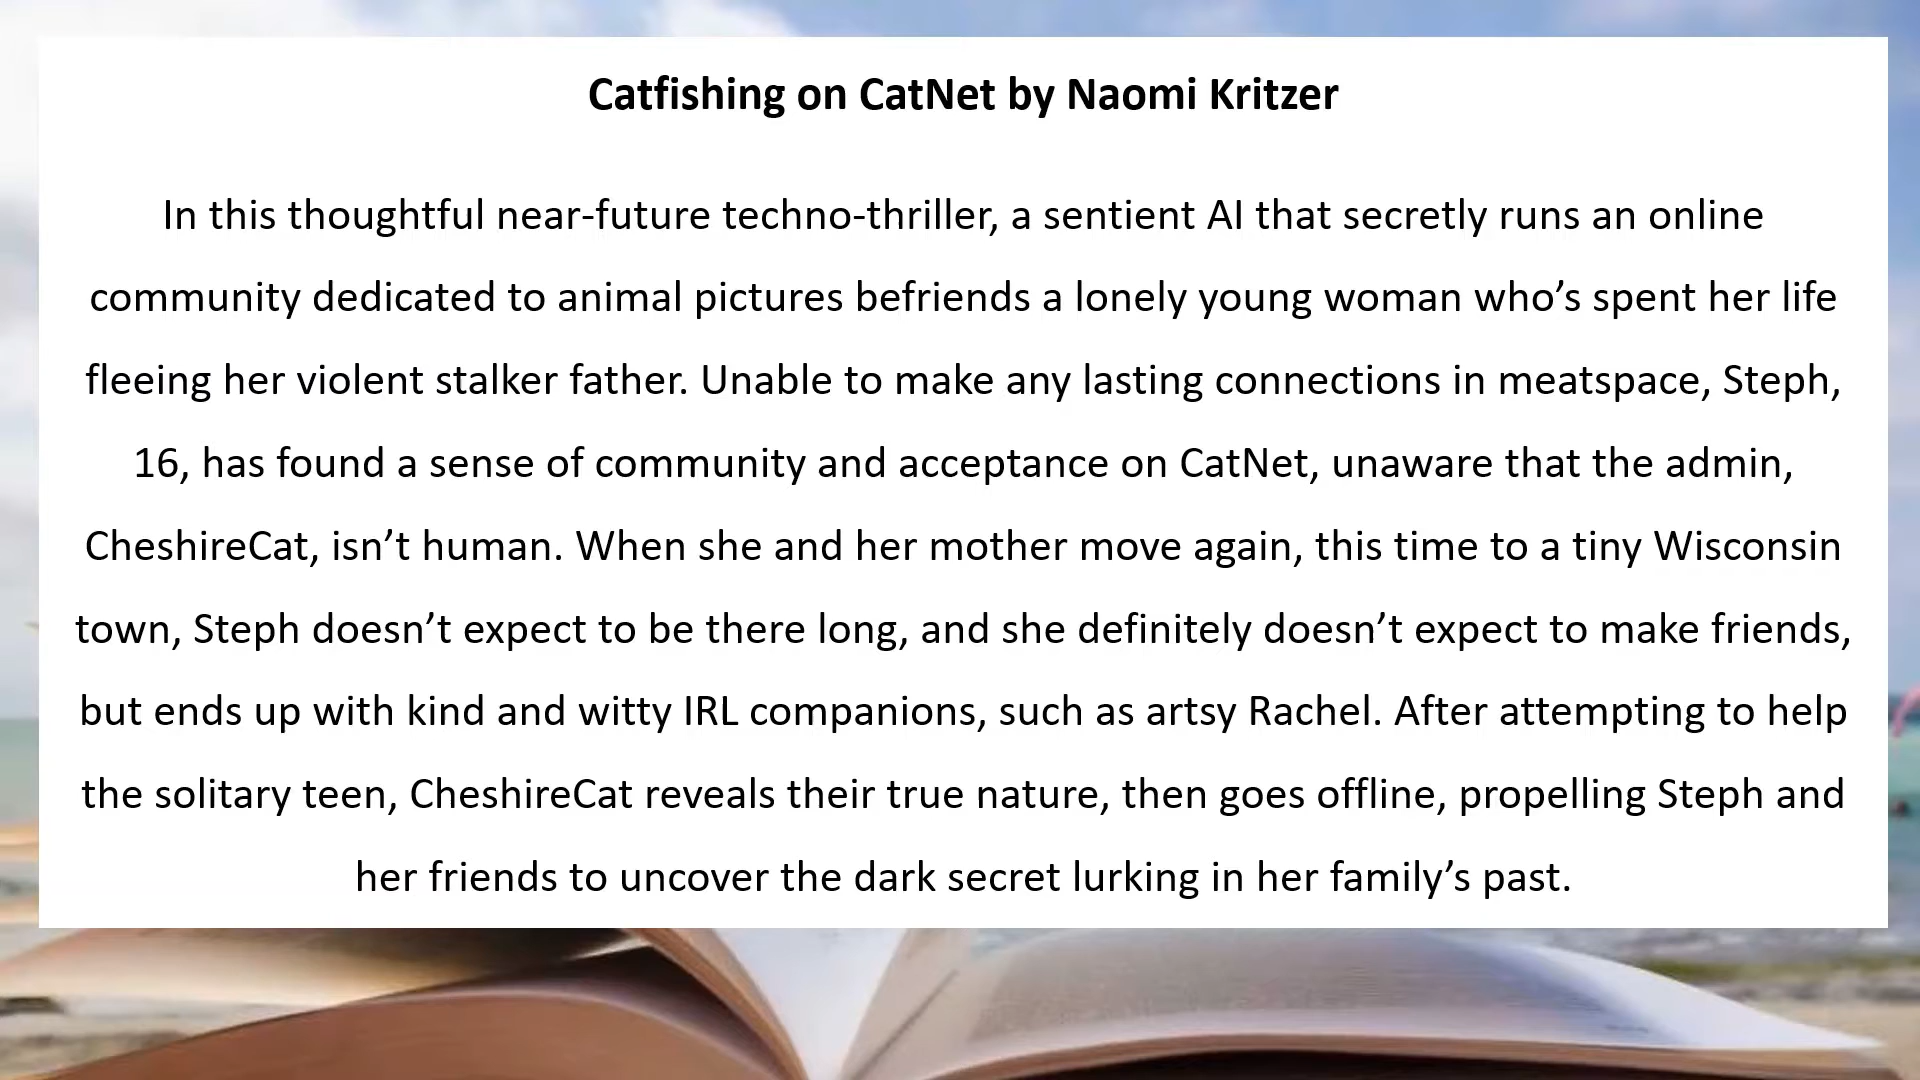 Catfishing on CatNet by Naomi Kritzer
In this thoughtful near-future techno-thriller, a sentient AI that secretly runs an online
community dedicated to animal pictures befriends a lonely young woman who’s spent her life
fleeing her violent stalker father. Unable to make any lasting connections in meatspace, Steph,
16, has found a sense of community and acceptance on CatNet, unaware that the admin,
CheshireCat, isn’t human. When she and her mother move again, this time to a tiny Wisconsin
town, Steph doesn’t expect to be there long, and she definitely doesn’t expect to make friends,
but ends up with kind and witty IRL companions, such as artsy Rachel. After attempting to help
the solitary teen, CheshireCat reveals their true nature, then goes offline, propelling Steph and
her friends to uncover the dark secret lurking in her family’s past.